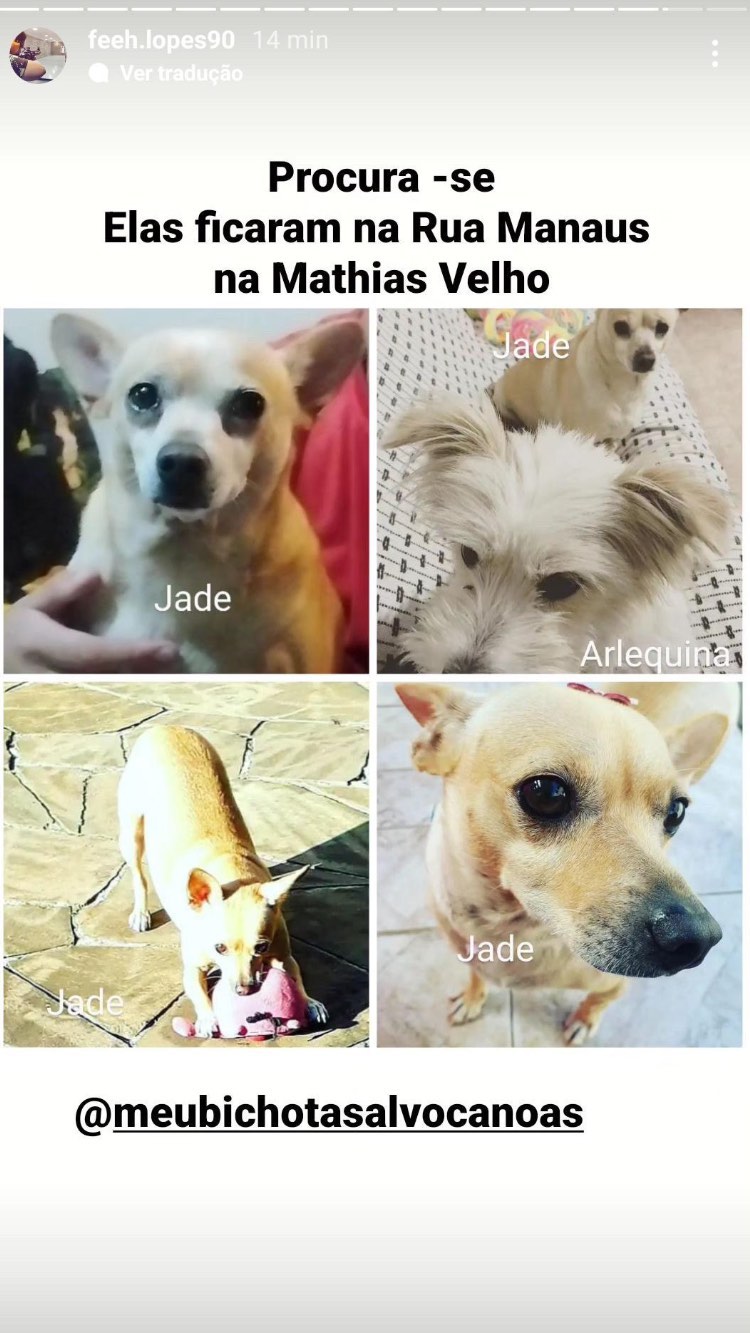 feeh.lopes90 14 min
Ver tradução
Procura -se
Elas ficaram na Rua Manaus
na Mathias Velho
Jade
Jade
Arlequina
Jade
Jade
@meubichotasalvocanoas